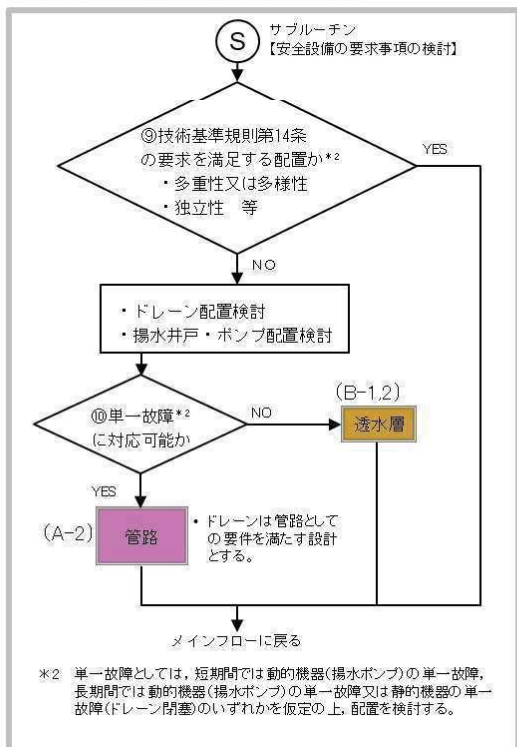 S
サブルーチン
【安全設備の要求事項の検討】
⑨技術基準規則第14条
の要求を満足する配置か*2
・多重性又は多様性
・独立性 等
YES
NO
・ドレーン配置検討
・揚水井戸・ポンプ配置検討
⑩単一故障*2
に対応可能か
NO
(B-1,2)
透水層
YES
(A-2)
管路
・ドレーンは管路として
の要件を満たす設計
とする。
メインフローに戻る
*2 単一故障としては，短期間では動的機器(揚水ポンプ)の単一故障，
長期間では動的機器(揚水ポンプ)の単一故障又は静的機器の単一
故障(ドレーン閉塞)のいずれかを仮定の上，配置を検討する。